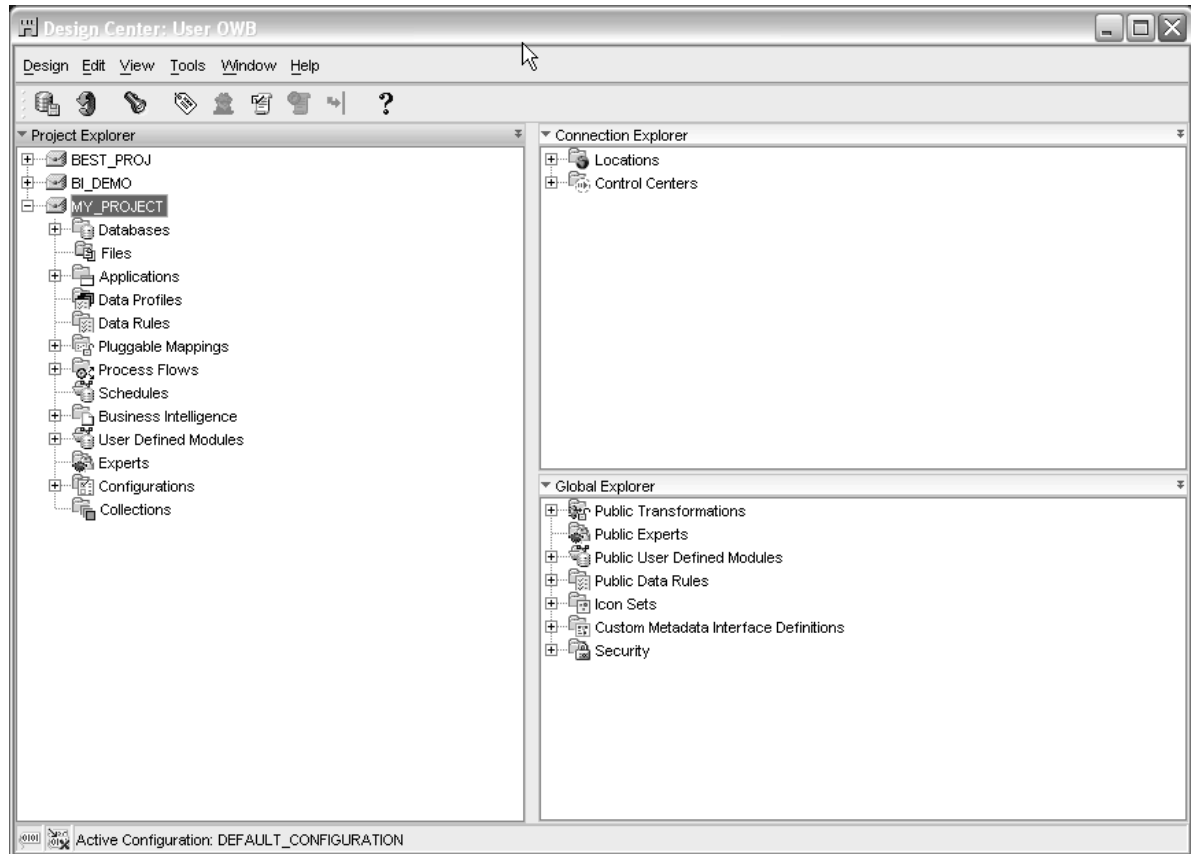 Design Center: User OWB
Design Edit View Tools Window Help
?
Project Explorer
BEST_PROJ
BI_DEMO
MY_PROJECT
Databases
Files
Applications
Data Profiles
Data Rules
Pluggable Mappings
Process Flows
Schedules
Business Intelligence
User Defined Modules
Experts
Configurations
Collections
Connection Explorer
Locations
Control Centers
Global Explorer
Public Transformations
Public Experts
Public User Defined Modules
Public Data Rules
Icon Sets
Custom Metadata Interface Definitions
Security
Active Configuration: DEFAULT_CONFIGURATION